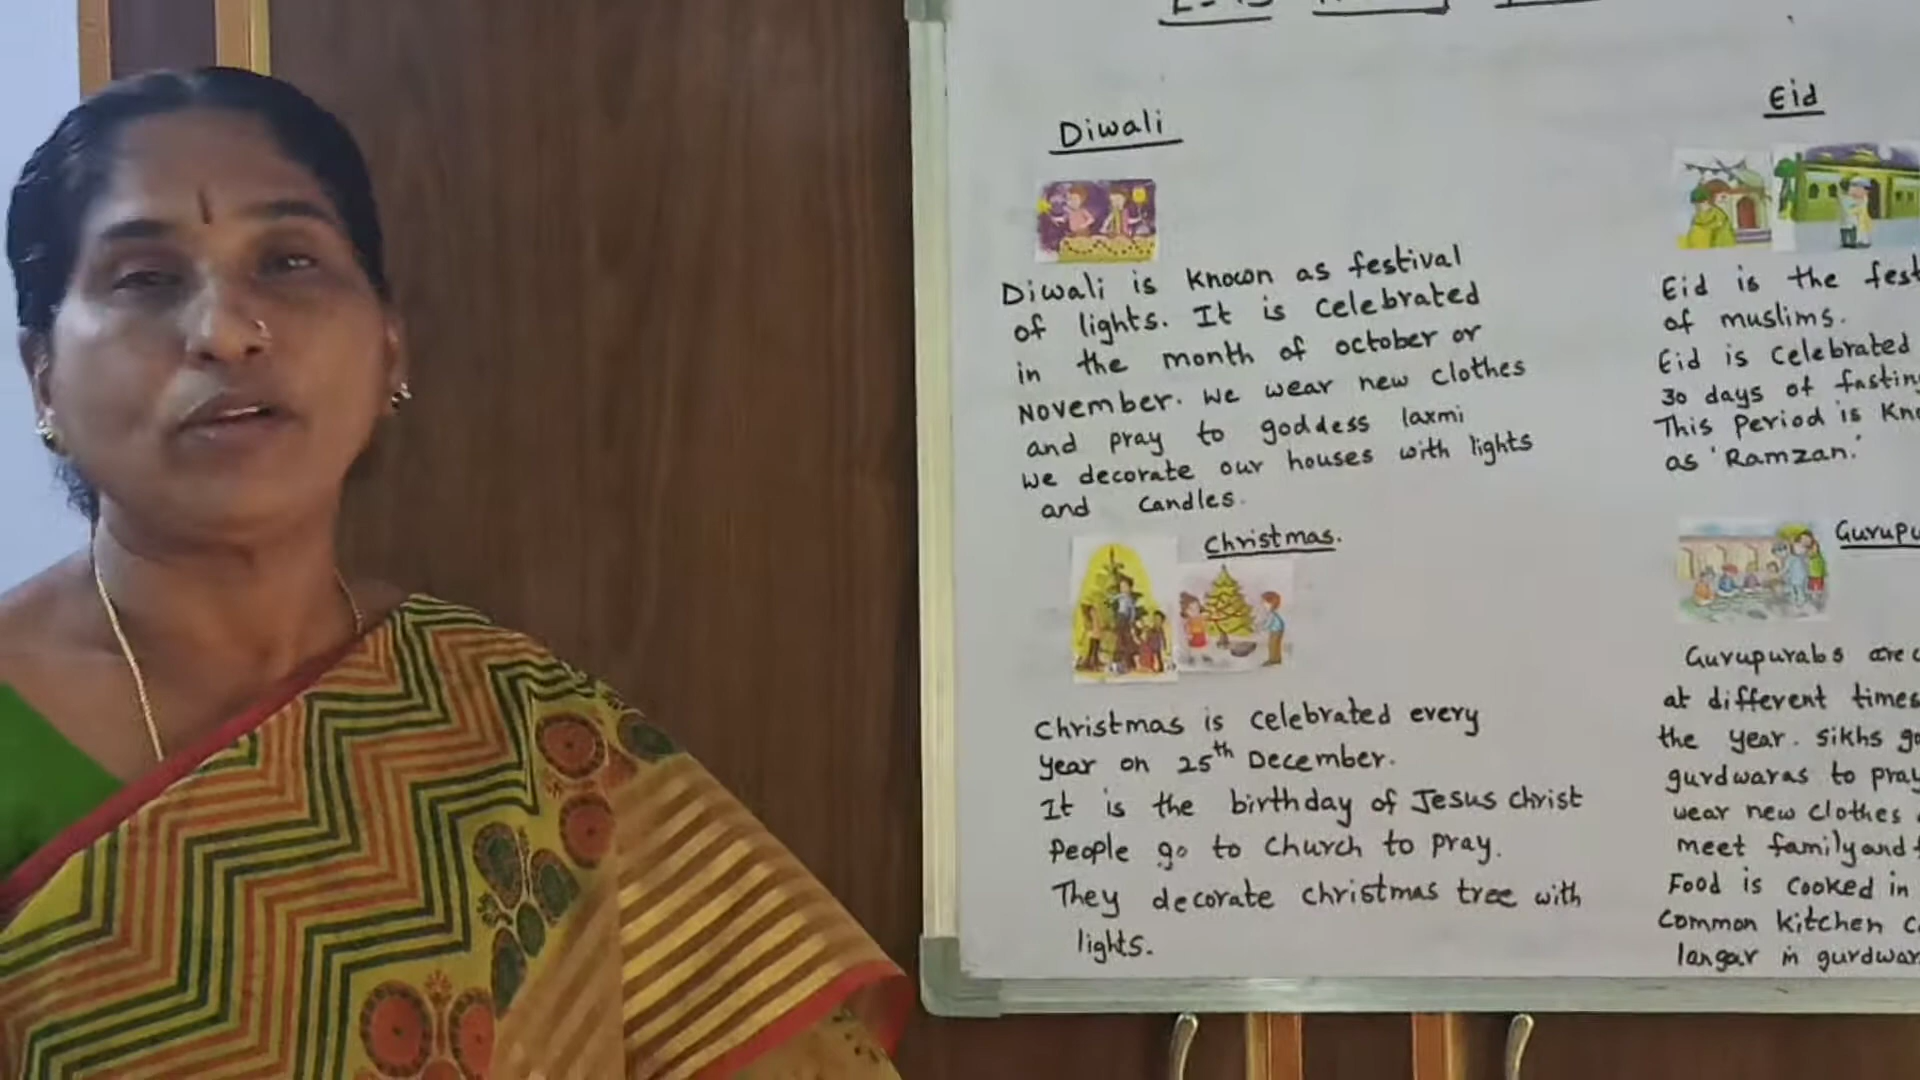 Diwali
Diwali is known as festival
of lights. It is celebrated
in the month of october or
November. We wear new clothes
and pray to goddess laxmi
We decorate our houses with lights
and candles.
Christmas.
Christmas is celebrated every
year on 25th December.
It is the birthday of Jesus christ
People go to church to pray.
They decorate christmas tree with
lights.
Eid
Eid is the
of muslims.
Eid is celebrated
30 days of
This Period is
as 'Ramzan.'
Gurupurabs are
at different times
the year. Sikhs
gurdwaras to pray
wear new clothes
meet family and
Food is cooked in
common kitchen
langar in